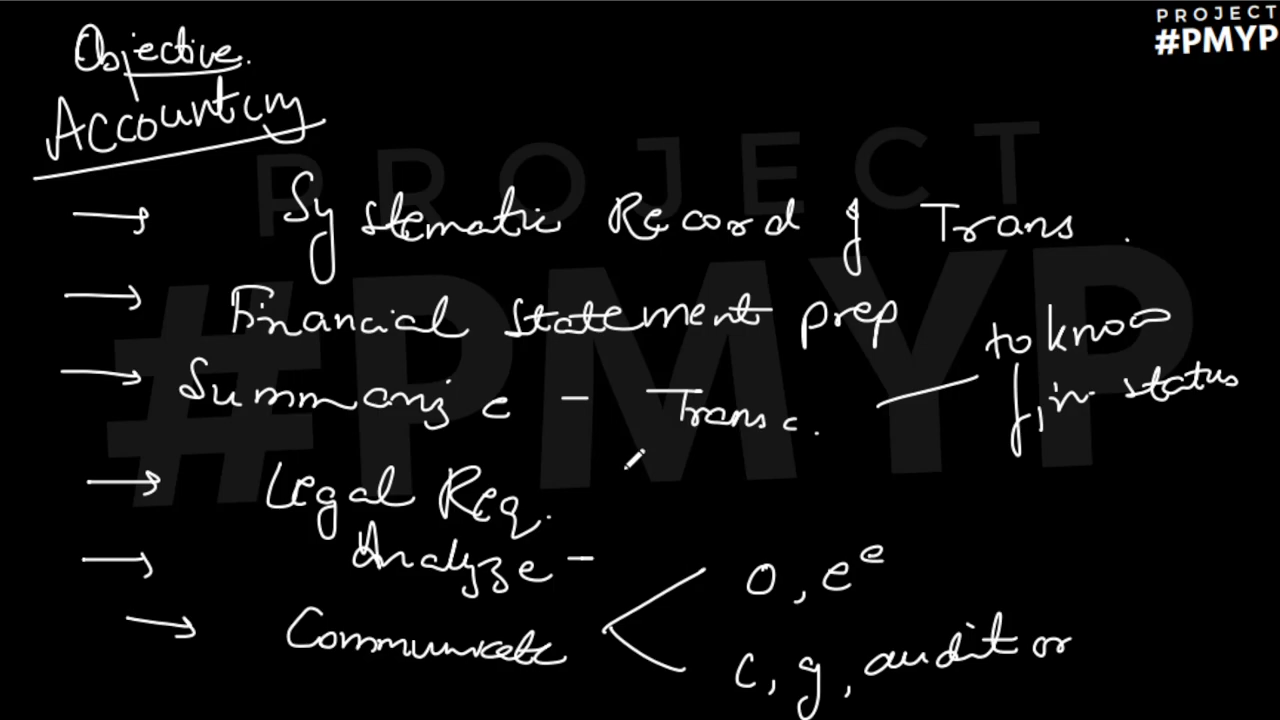 PROJECT
#PMYP
Objective.
Accounting
→ Systematic Record of Trans.
→ Financial statement prep
→ Summarize - Transc. — to know
fin. status
→ Legal Req.
→ Analyze -
→ Communicate < O, ee
C, g, auditor
PROJECT
#PMYP